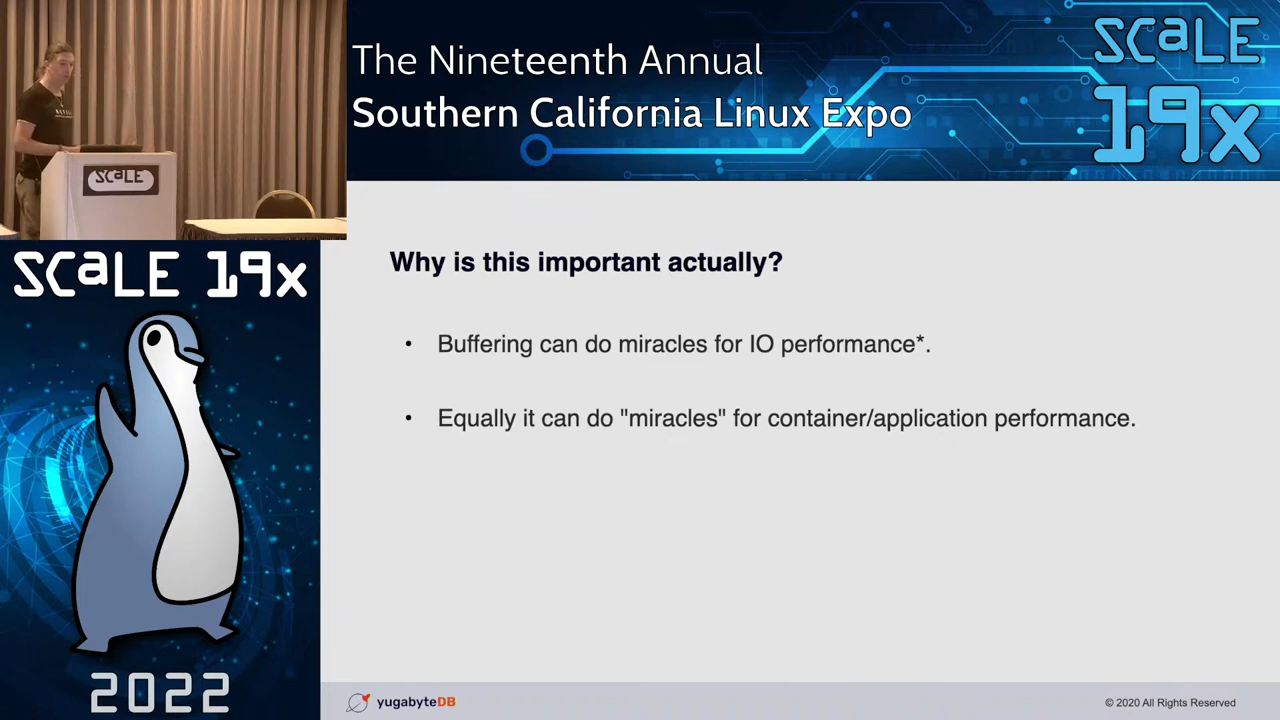 The Nineteenth Annual
Southern California Linux Expo
SCaLE
19x
SCaLE
SCaLE 19x
2022
Why is this important actually?
• Buffering can do miracles for IO performance*.
• Equally it can do "miracles" for container/application performance.
yugabyteDB
© 2020 All Rights Reserved